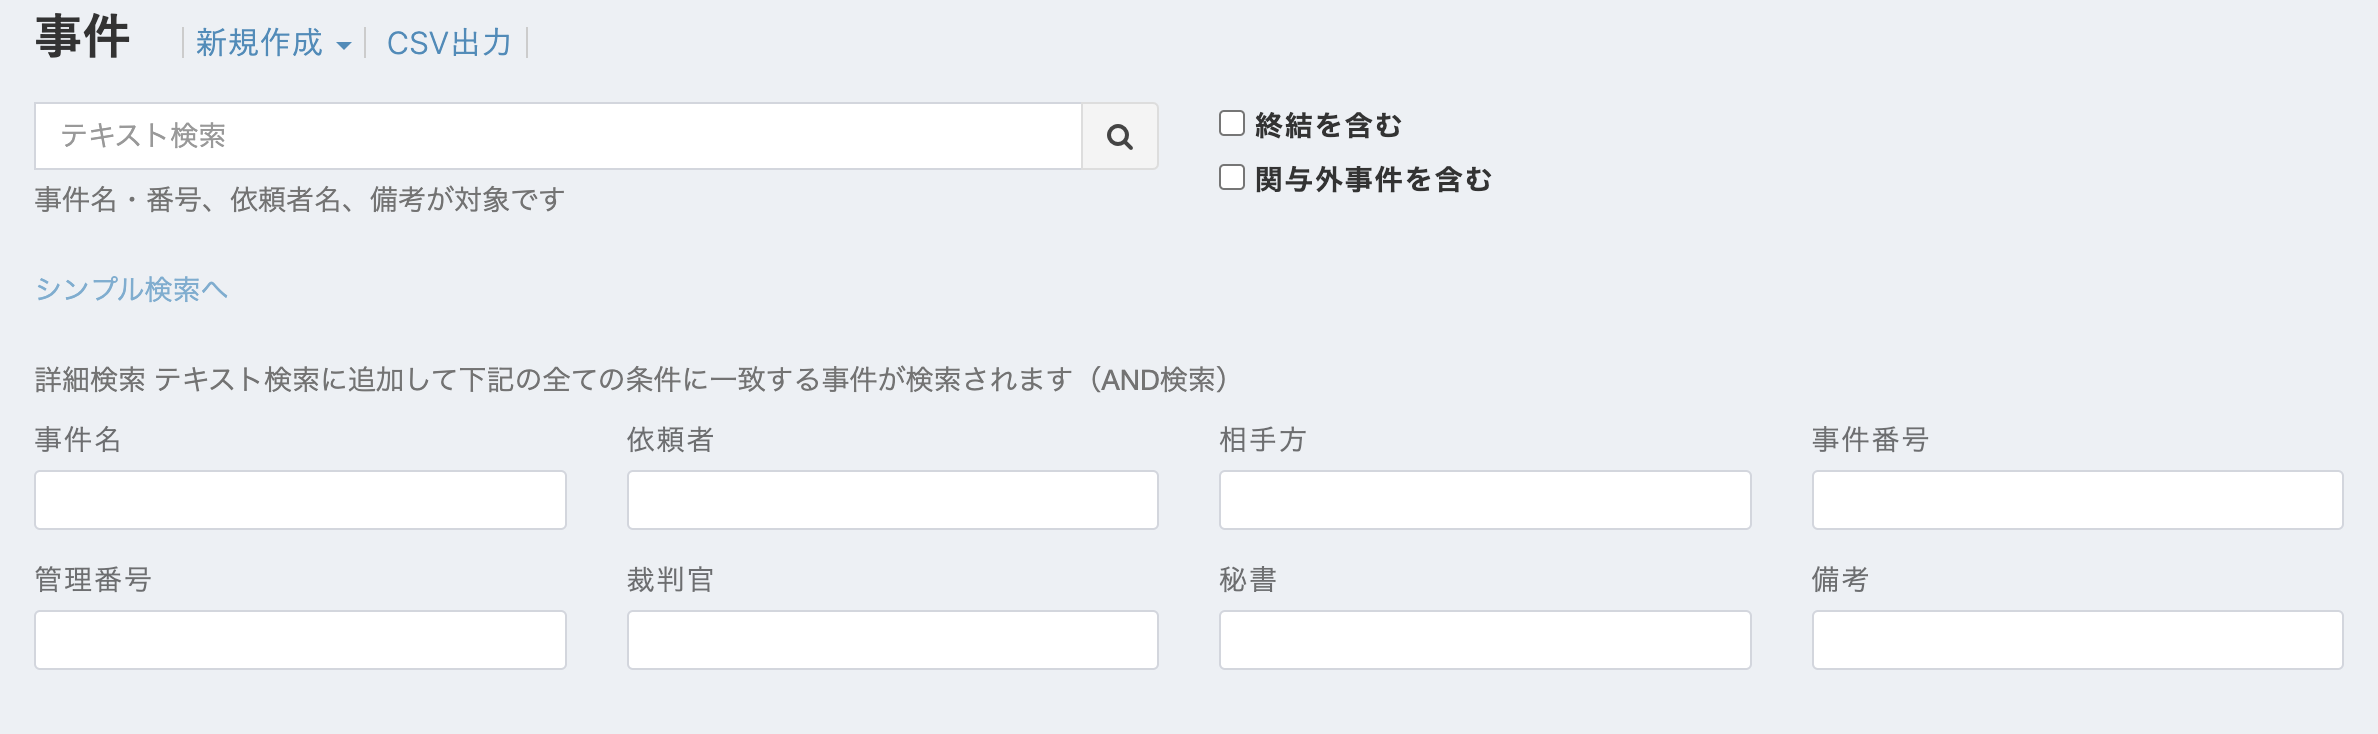 事件 新規作成 CSV出力
テキスト検索
終結を含む
関与外事件を含む
事件名・番号、依頼者名、備考が対象です
シンプル検索へ
詳細検索 テキスト検索に追加して下記の全ての条件に一致する事件が検索されます（AND検索）
事件名 依頼者 相手方 事件番号
管理番号 裁判官 秘書 備考